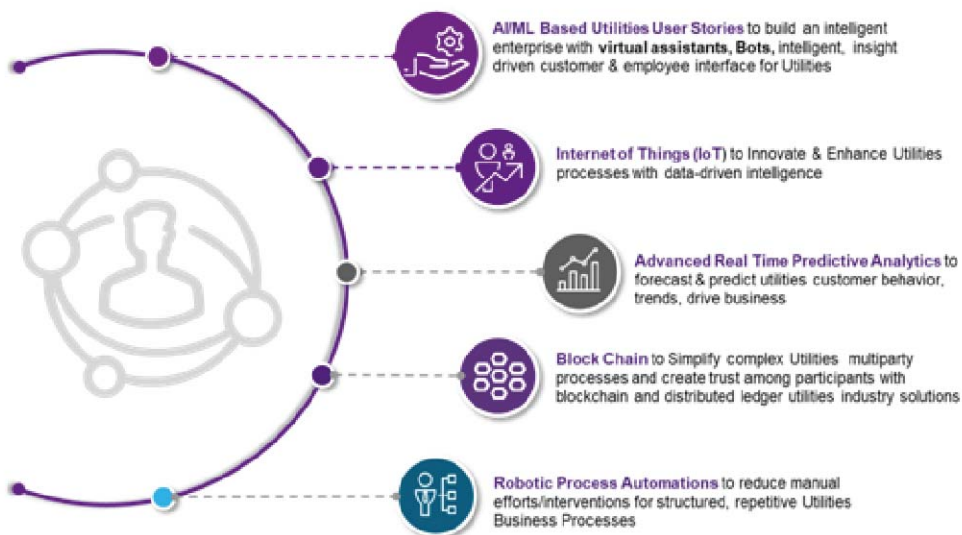 AI/ML Based Utilities User Stories to build an intelligent
enterprise with virtual assistants, Bots, intelligent, insight
driven customer & employee interface for Utilities
Internet of Things (IoT) to Innovate & Enhance Utilities
processes with data-driven intelligence
Advanced Real Time Predictive Analytics to
forecast & predict utilities customer behavior,
trends, drive business
Block Chain to Simplify complex Utilities multiparty
processes and create trust among participants with
blockchain and distributed ledger utilities industry solutions
Robotic Process Automations to reduce manual
efforts/interventions for structured, repetitive Utilities
Business Processes